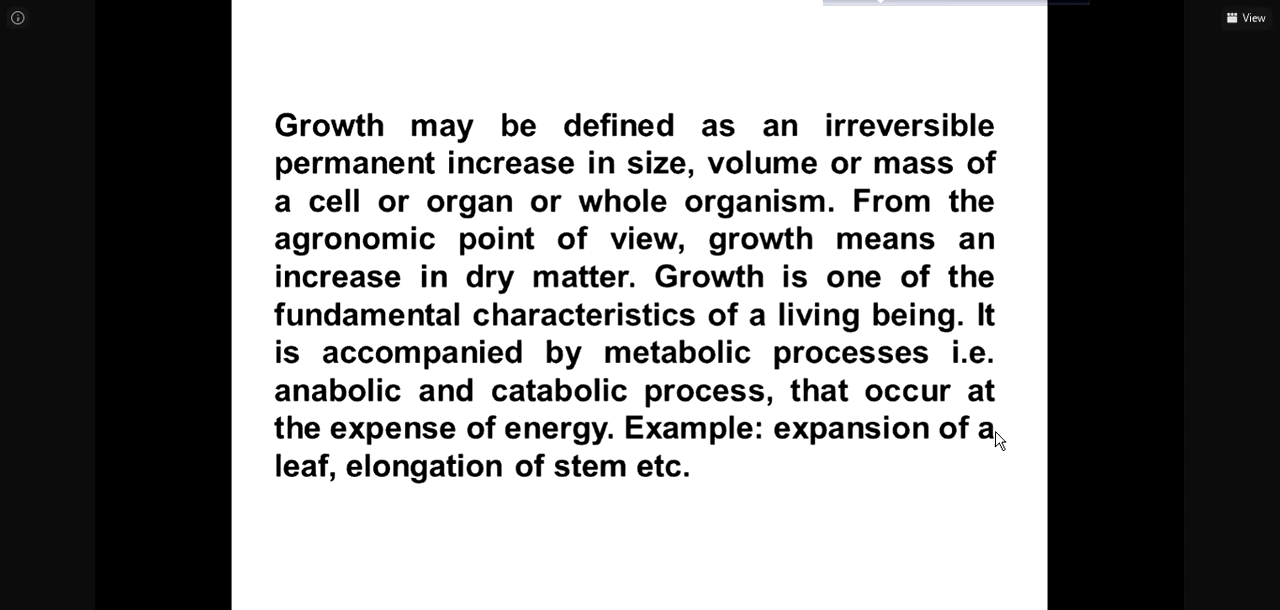 View
Growth may be defined as an irreversible
permanent increase in size, volume or mass of
a cell or organ or whole organism. From the
agronomic point of view, growth means an
increase in dry matter. Growth is one of the
fundamental characteristics of a living being. It
is accompanied by metabolic processes i.e.
anabolic and catabolic process, that occur at
the expense of energy. Example: expansion of a
leaf, elongation of stem etc.